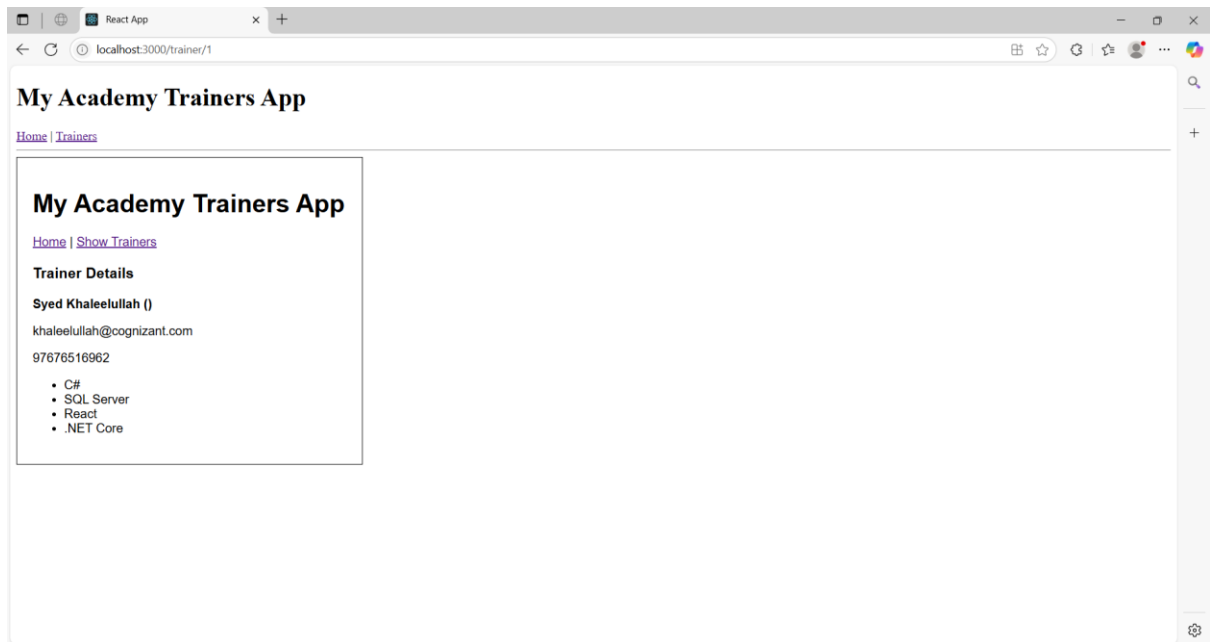 React App
localhost:3000/trainer/1
My Academy Trainers App
Home | Trainers
My Academy Trainers App
Home | Show Trainers
Trainer Details
Syed Khaleelullah ()
khaleelullah@cognizant.com
97676516962
C#
SQL Server
React
.NET Core